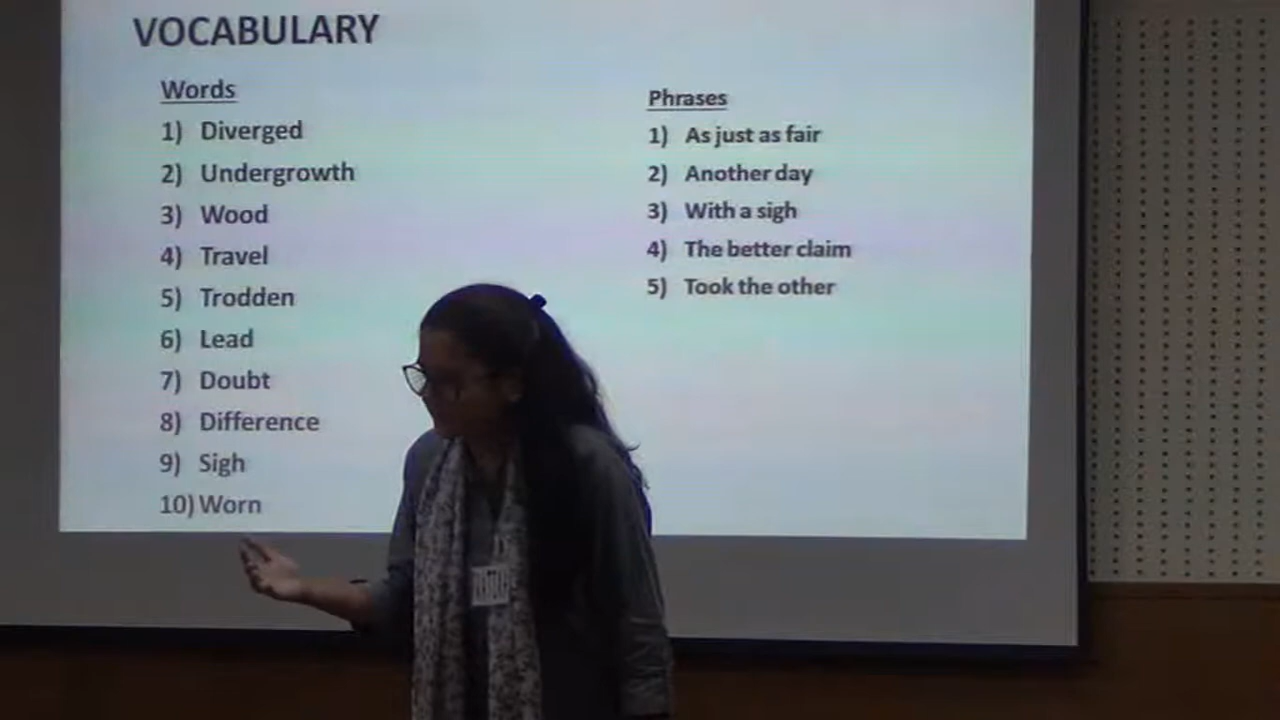 VOCABULARY
Words
1) Diverged
2) Undergrowth
3) Wood
4) Travel
5) Trodden
6) Lead
7) Doubt
8) Difference
9) Sigh
10) Worn
Phrases
1) As just as fair
2) Another day
3) With a sigh
4) The better claim
5) Took the other